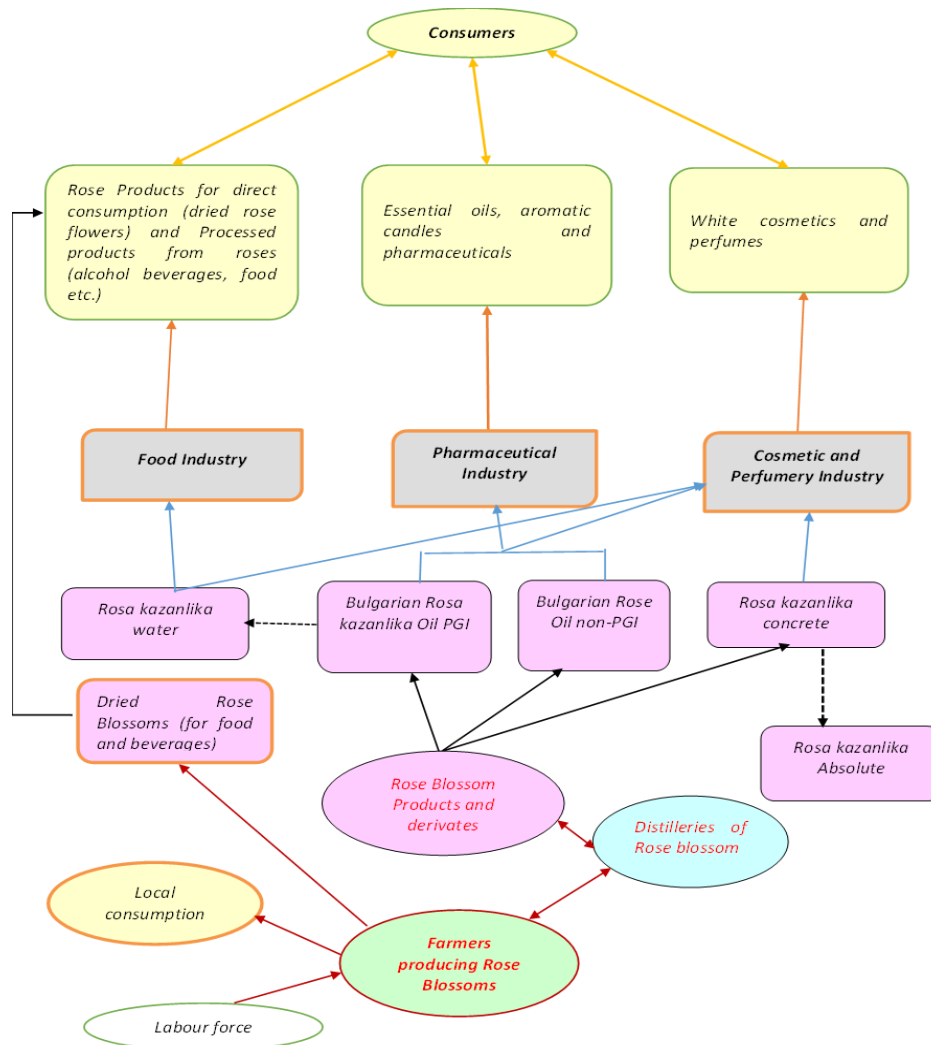 Consumers
Rose Products for direct
consumption (dried rose
flowers) and Processed
products from roses
(alcohol beverages, food
etc.)
Essential oils, aromatic
candles and
pharmaceuticals
White cosmetics and
perfumes
Food Industry
Pharmaceutical
Industry
Cosmetic and
Perfumery Industry
Rosa kazanlika
water
Bulgarian Rosa
kazanlika Oil PGI
Bulgarian Rose
Oil non-PGI
Rosa kazanlika
concrete
Dried Rose
Blossoms (for food
and beverages)
Rosa kazanlika
Absolute
Rose Blossom
Products and
derivates
Distilleries of
Rose blossom
Local
consumption
Farmers
producing Rose
Blossoms
Labour force